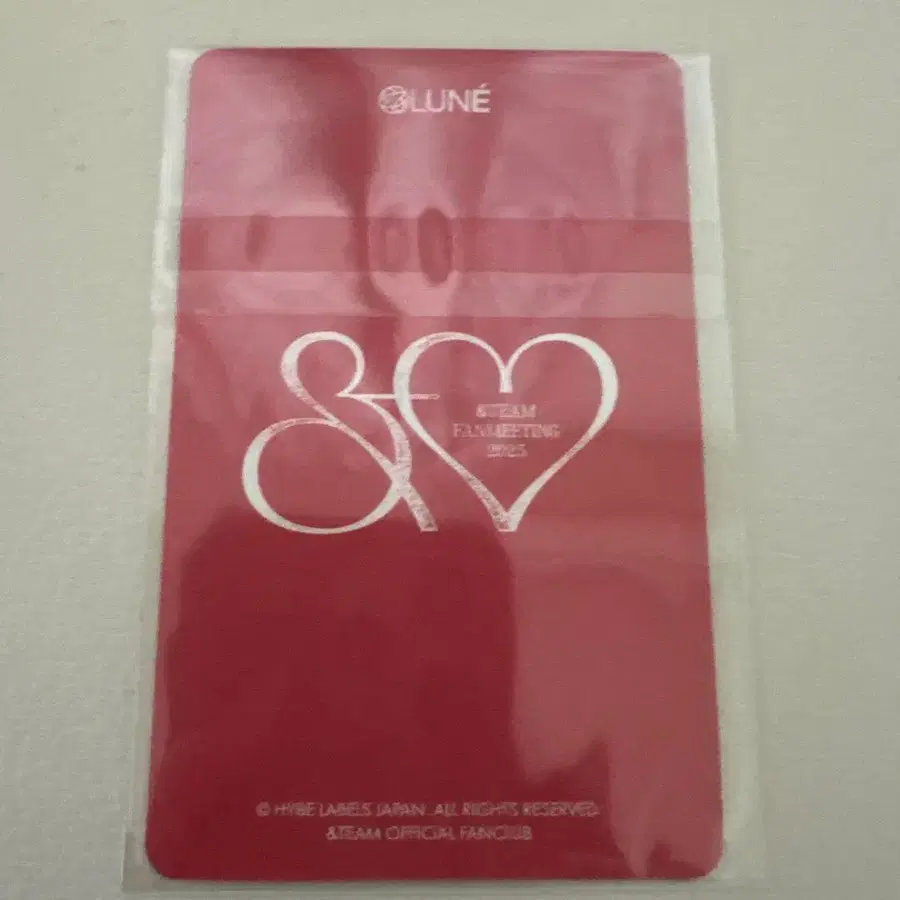 LUNÉ
&
&TEAM
FANMEETING
2025
© HYBE LABELS JAPAN. ALL RIGHTS RESERVED.
&TEAM OFFICIAL FANCLUB